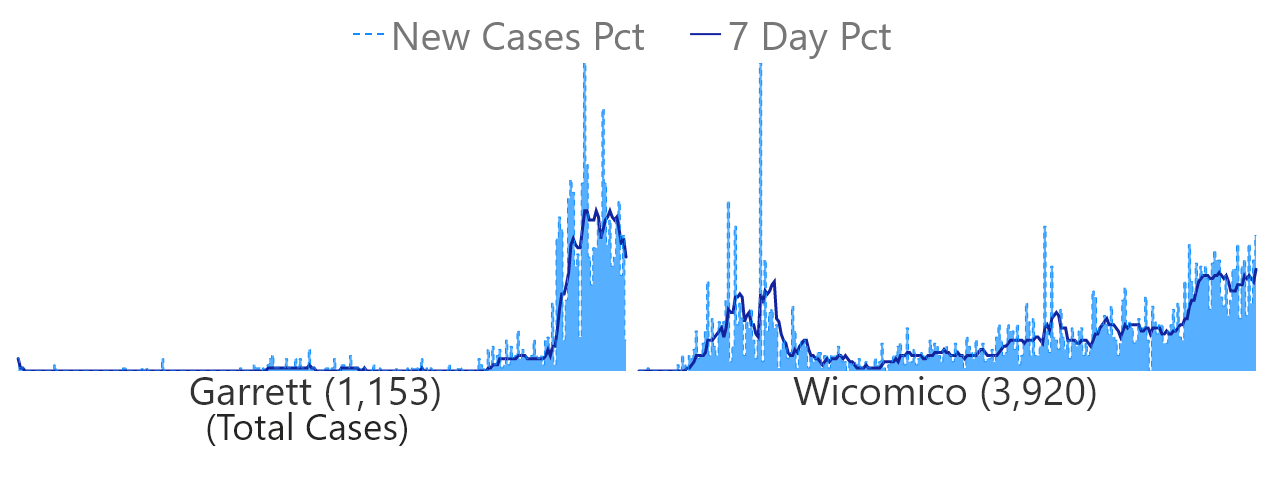 New Cases Pct 7 Day Pct
Garrett (1,153) Wicomico (3,920)
(Total Cases)